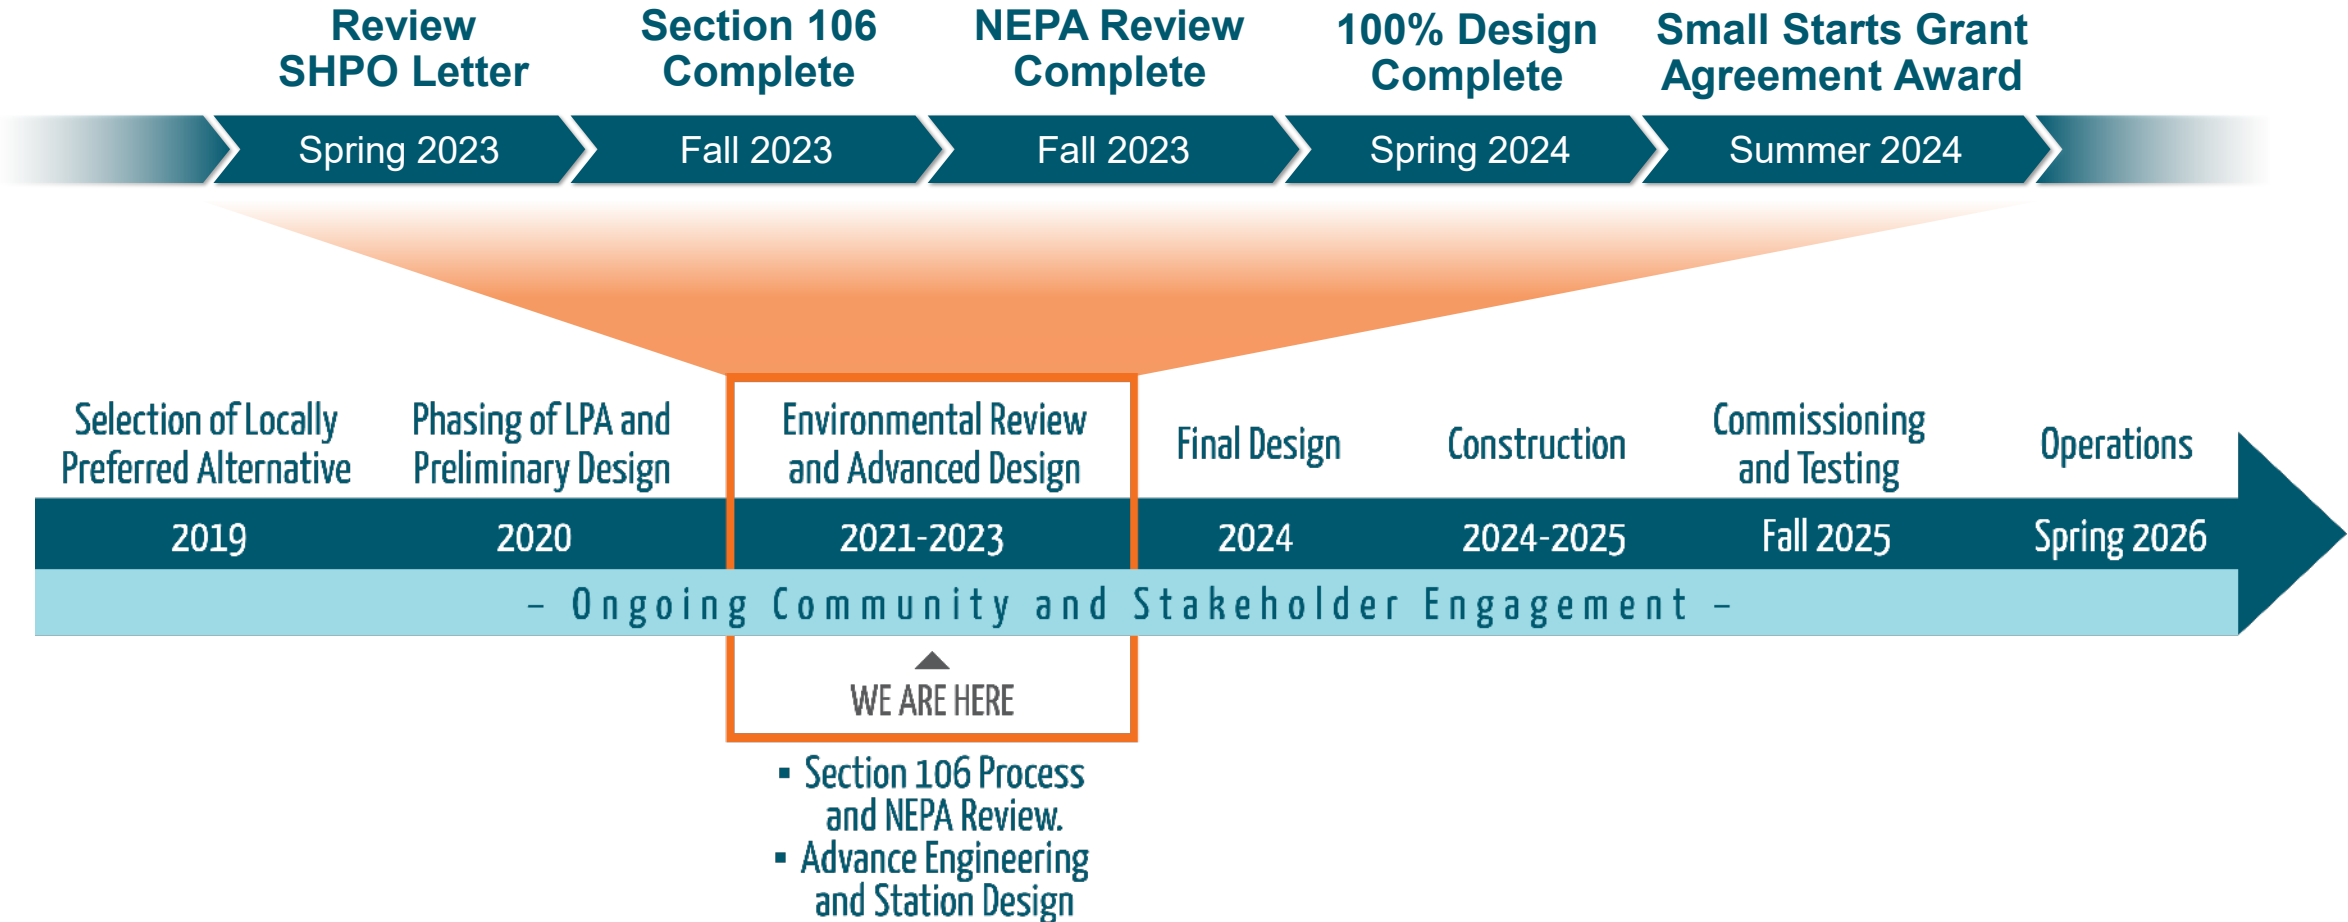 Review
SHPO Letter
Section 106
Complete
NEPA Review
Complete
100% Design
Complete
Small Starts Grant
Agreement Award
Spring 2023
Fall 2023
Fall 2023
Spring 2024
Summer 2024
Selection of Locally
Preferred Alternative
Phasing of LPA and
Preliminary Design
Environmental Review
and Advanced Design
Final Design
Construction
Commissioning
and Testing
Operations
2019
2020
2021-2023
2024
2024-2025
Fall 2025
Spring 2026
– Ongoing Community and Stakeholder Engagement –
WE ARE HERE
▪ Section 106 Process
and NEPA Review.
▪ Advance Engineering
and Station Design